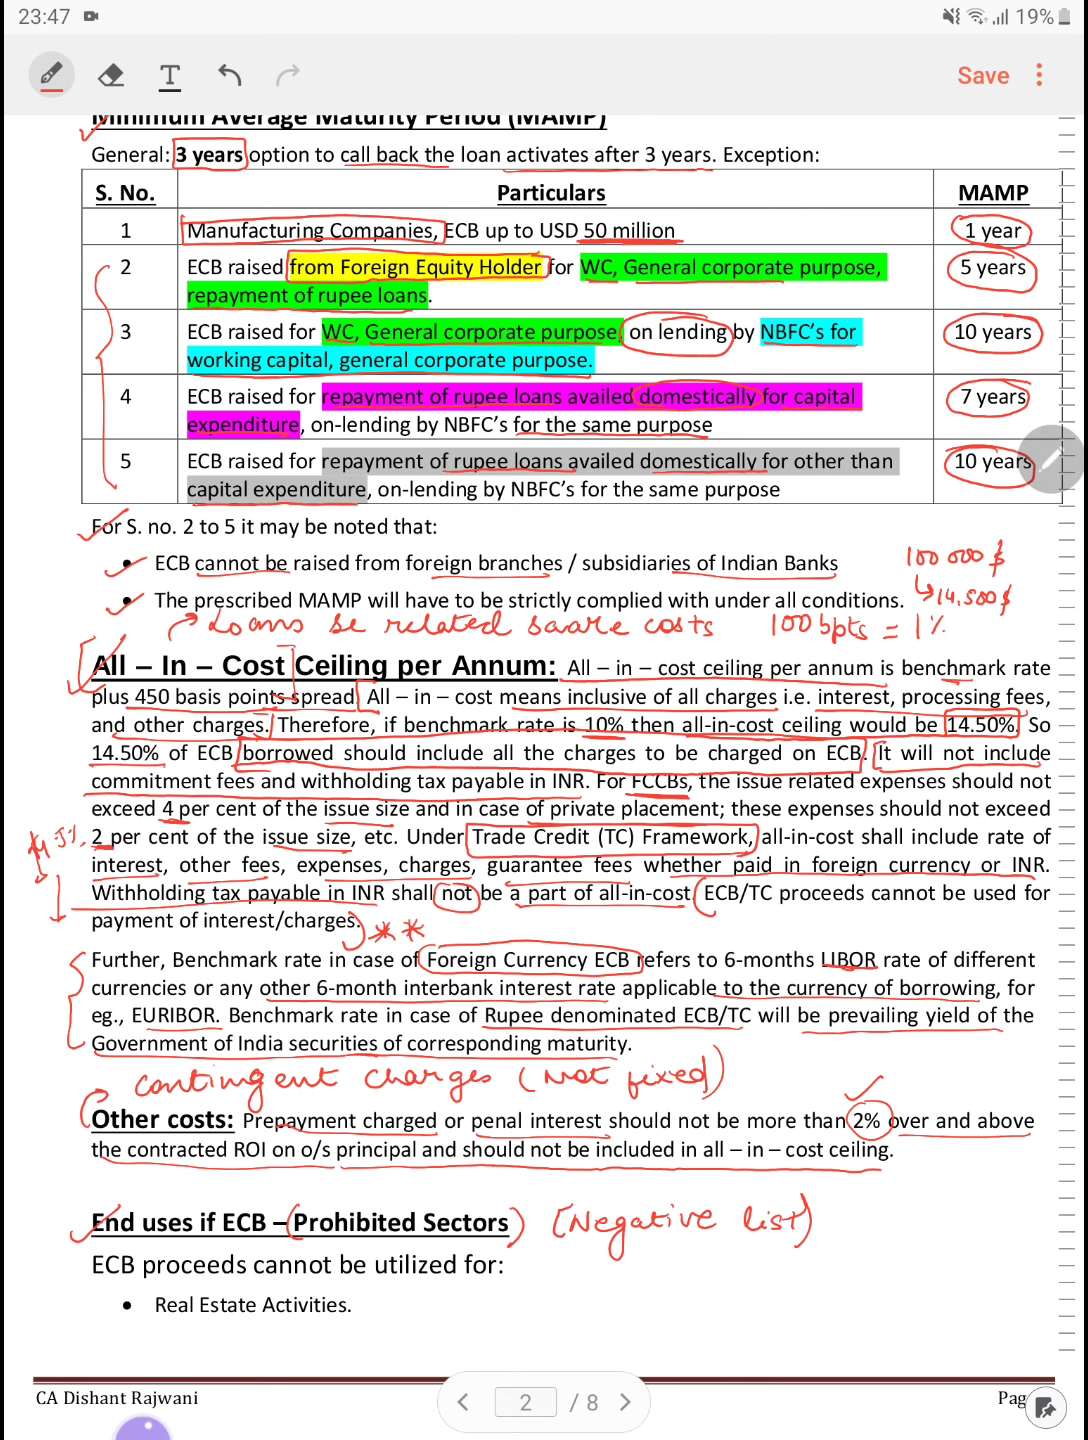 23:47 19%
T Save
Minimum Average Maturity Period (MAMP)
General: 3 years option to call back the loan activates after 3 years. Exception:
S. No. Particulars MAMP
1 Manufacturing Companies, ECB up to USD 50 million 1 year
2 ECB raised from Foreign Equity Holder for WC, General corporate purpose, 5 years
repayment of rupee loans.
3 ECB raised for WC, General corporate purpose, on lending by NBFC's for 10 years
working capital, general corporate purpose.
4 ECB raised for repayment of rupee loans availed domestically for capital 7 years
expenditure, on-lending by NBFC's for the same purpose
5 ECB raised for repayment of rupee loans availed domestically for other than 10 years
capital expenditure, on-lending by NBFC's for the same purpose
For S. no. 2 to 5 it may be noted that:
• ECB cannot be raised from foreign branches / subsidiaries of Indian Banks 100 000 $
• The prescribed MAMP will have to be strictly complied with under all conditions. ↳ 14,500 $
→ Loans se related saare costs 100 bpts = 1%
All – In – Cost Ceiling per Annum: All – in – cost ceiling per annum is benchmark rate
plus 450 basis points spread. All – in – cost means inclusive of all charges i.e. interest, processing fees,
and other charges. Therefore, if benchmark rate is 10% then all-in-cost ceiling would be 14.50%. So
14.50% of ECB borrowed should include all the charges to be charged on ECB. It will not include
commitment fees and withholding tax payable in INR. For FCCBs, the issue related expenses should not
exceed 4 per cent of the issue size and in case of private placement; these expenses should not exceed
2 per cent of the issue size, etc. Under Trade Credit (TC) Framework, all-in-cost shall include rate of
interest, other fees, expenses, charges, guarantee fees whether paid in foreign currency or INR.
Withholding tax payable in INR shall not be a part of all-in-cost. ECB/TC proceeds cannot be used for
payment of interest/charges. **
Further, Benchmark rate in case of Foreign Currency ECB refers to 6-months LIBOR rate of different
currencies or any other 6-month interbank interest rate applicable to the currency of borrowing, for
eg., EURIBOR. Benchmark rate in case of Rupee denominated ECB/TC will be prevailing yield of the
Government of India securities of corresponding maturity.
contingent charges (Not fixed)
Other costs: Prepayment charged or penal interest should not be more than 2% over and above
the contracted ROI on o/s principal and should not be included in all – in – cost ceiling.
End uses if ECB – (Prohibited Sectors) (Negative list)
ECB proceeds cannot be utilized for:
• Real Estate Activities.
CA Dishant Rajwani 2 / 8 Pag